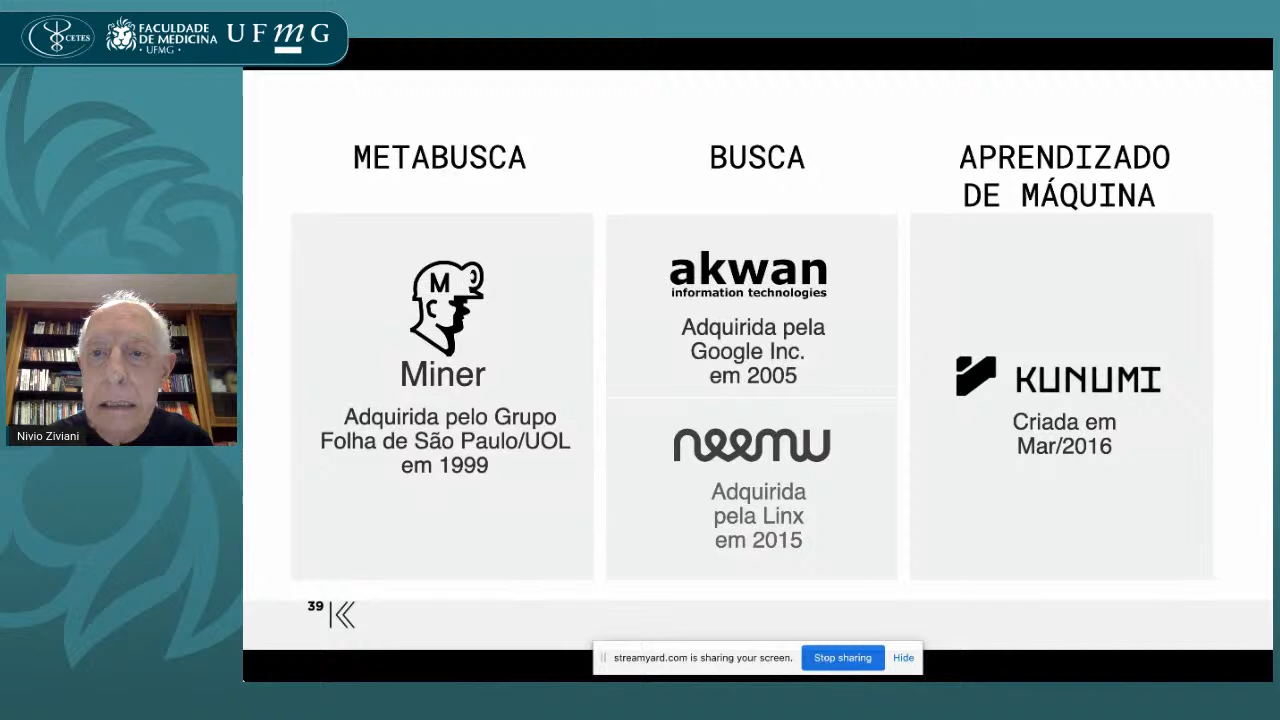 CETES
FACULDADE
DE MEDICINA
• UFMG •
UFMG
METABUSCA
BUSCA
APRENDIZADO
DE MÁQUINA
M
C
Miner
Adquirida pelo Grupo
Folha de São Paulo/UOL
em 1999
akwan
information technologies
Adquirida pela
Google Inc.
em 2005
neemu
Adquirida
pela Linx
em 2015
KUNUMI
Criada em
Mar/2016
Nivio Ziviani
39
streamyard.com is sharing your screen.
Stop sharing
Hide